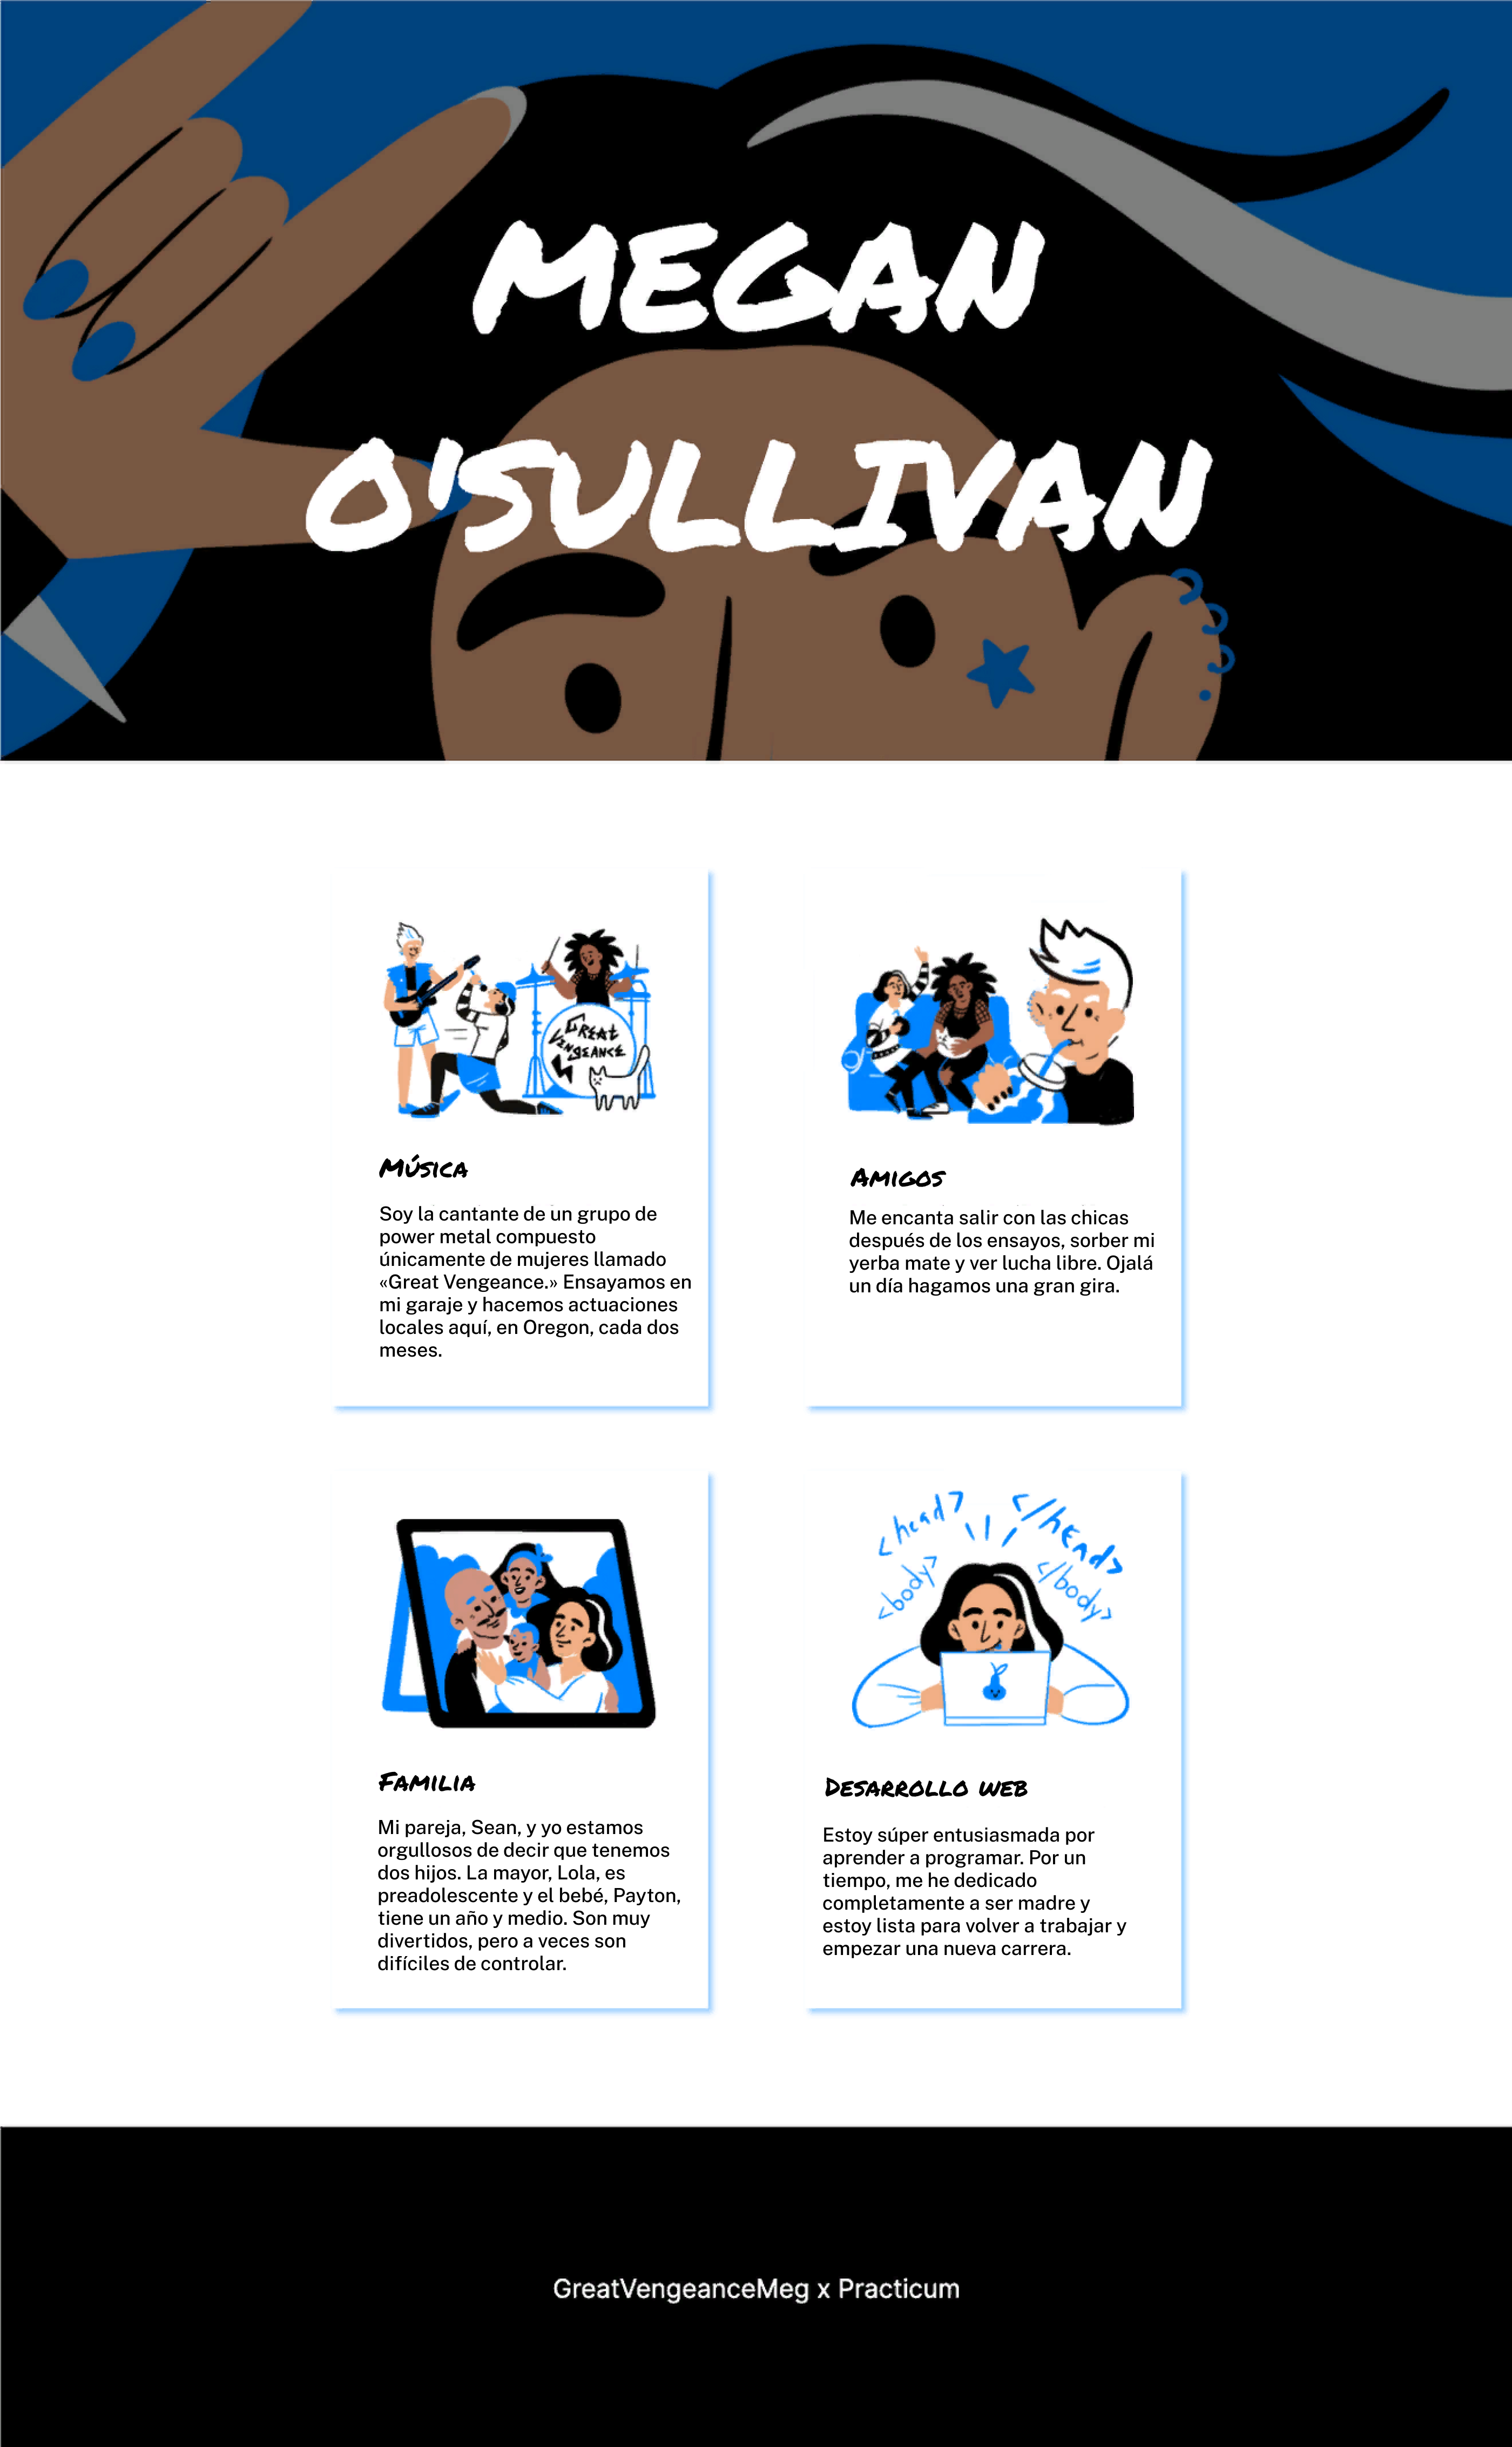 MEGAN
O'SULLIVAN
GREAT
VENGEANCE
Música
Soy la cantante de un grupo de
power metal compuesto
únicamente de mujeres llamado
«Great Vengeance.» Ensayamos en
mi garaje y hacemos actuaciones
locales aquí, en Oregon, cada dos
meses.
Amigos
Me encanta salir con las chicas
después de los ensayos, sorber mi
yerba mate y ver lucha libre. Ojalá
un día hagamos una gran gira.
Familia
Mi pareja, Sean, y yo estamos
orgullosos de decir que tenemos
dos hijos. La mayor, Lola, es
preadolescente y el bebé, Payton,
tiene un año y medio. Son muy
divertidos, pero a veces son
difíciles de controlar.
<head> </head>
<body> </body>
Desarrollo web
Estoy súper entusiasmada por
aprender a programar. Por un
tiempo, me he dedicado
completamente a ser madre y
estoy lista para volver a trabajar y
empezar una nueva carrera.
GreatVengeanceMeg x Practicum